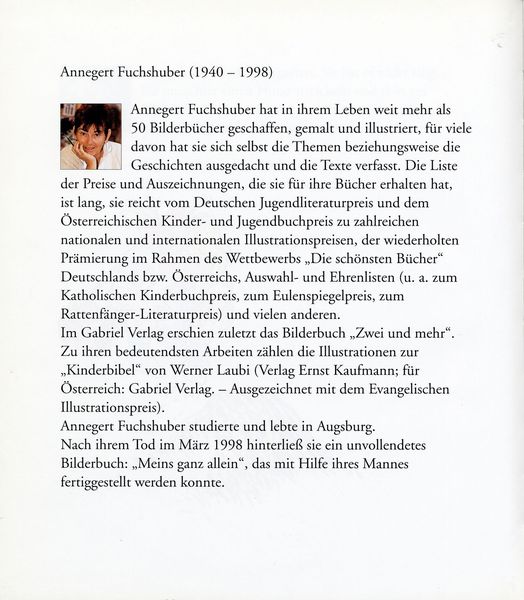 Annegert Fuchshuber (1940 – 1998)
Annegert Fuchshuber hat in ihrem Leben weit mehr als
50 Bilderbücher geschaffen, gemalt und illustriert, für viele
davon hat sie sich selbst die Themen beziehungsweise die
Geschichten ausgedacht und die Texte verfasst. Die Liste
der Preise und Auszeichnungen, die sie für ihre Bücher erhalten hat,
ist lang, sie reicht vom Deutschen Jugendliteraturpreis und dem
Österreichischen Kinder- und Jugendbuchpreis zu zahlreichen
nationalen und internationalen Illustrationspreisen, der wiederholten
Prämierung im Rahmen des Wettbewerbs „Die schönsten Bücher“
Deutschlands bzw. Österreichs, Auswahl- und Ehrenlisten (u. a. zum
Katholischen Kinderbuchpreis, zum Eulenspiegelpreis, zum
Rattenfänger-Literaturpreis) und vielen anderen.
Im Gabriel Verlag erschien zuletzt das Bilderbuch „Zwei und mehr“.
Zu ihren bedeutendsten Arbeiten zählen die Illustrationen zur
„Kinderbibel“ von Werner Laubi (Verlag Ernst Kaufmann; für
Österreich: Gabriel Verlag. – Ausgezeichnet mit dem Evangelischen
Illustrationspreis).
Annegert Fuchshuber studierte und lebte in Augsburg.
Nach ihrem Tod im März 1998 hinterließ sie ein unvollendetes
Bilderbuch: „Meins ganz allein“, das mit Hilfe ihres Mannes
fertiggestellt werden konnte.